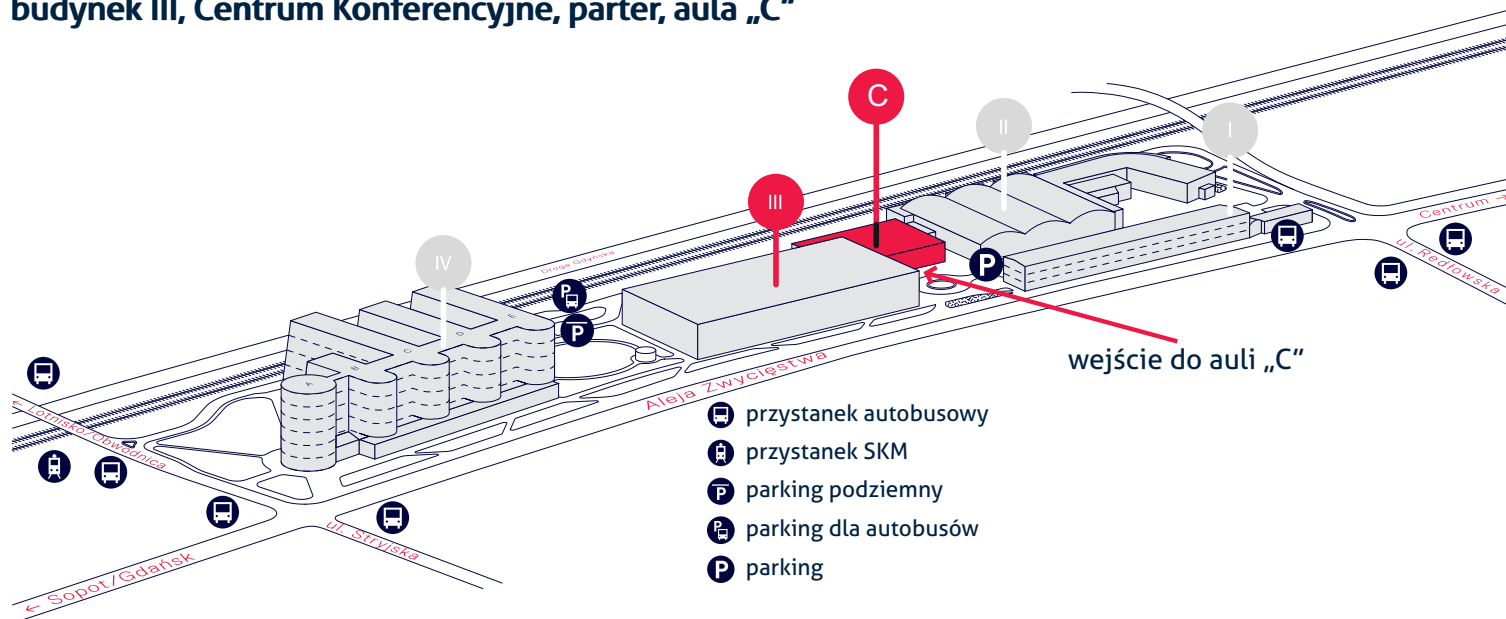 budynek III, Centrum Konferencyjne, parter, aula „C”
C
II
I
III
IV
Centrum →
ul. Redłowska
Droga Gdyńska
E
D
C
B
A
wejście do auli „C”
Aleja Zwycięstwa
← Lotnisko/Obwodnica
ul. Stryjska
← Sopot/Gdańsk
P
P
P
przystanek autobusowy
przystanek SKM
P parking podziemny
P parking dla autobusów
P parking